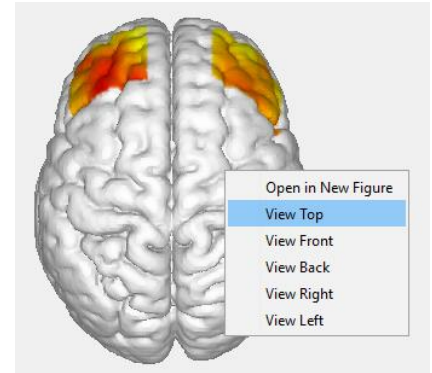 Open in New Figure
View Top
View Front
View Back
View Right
View Left